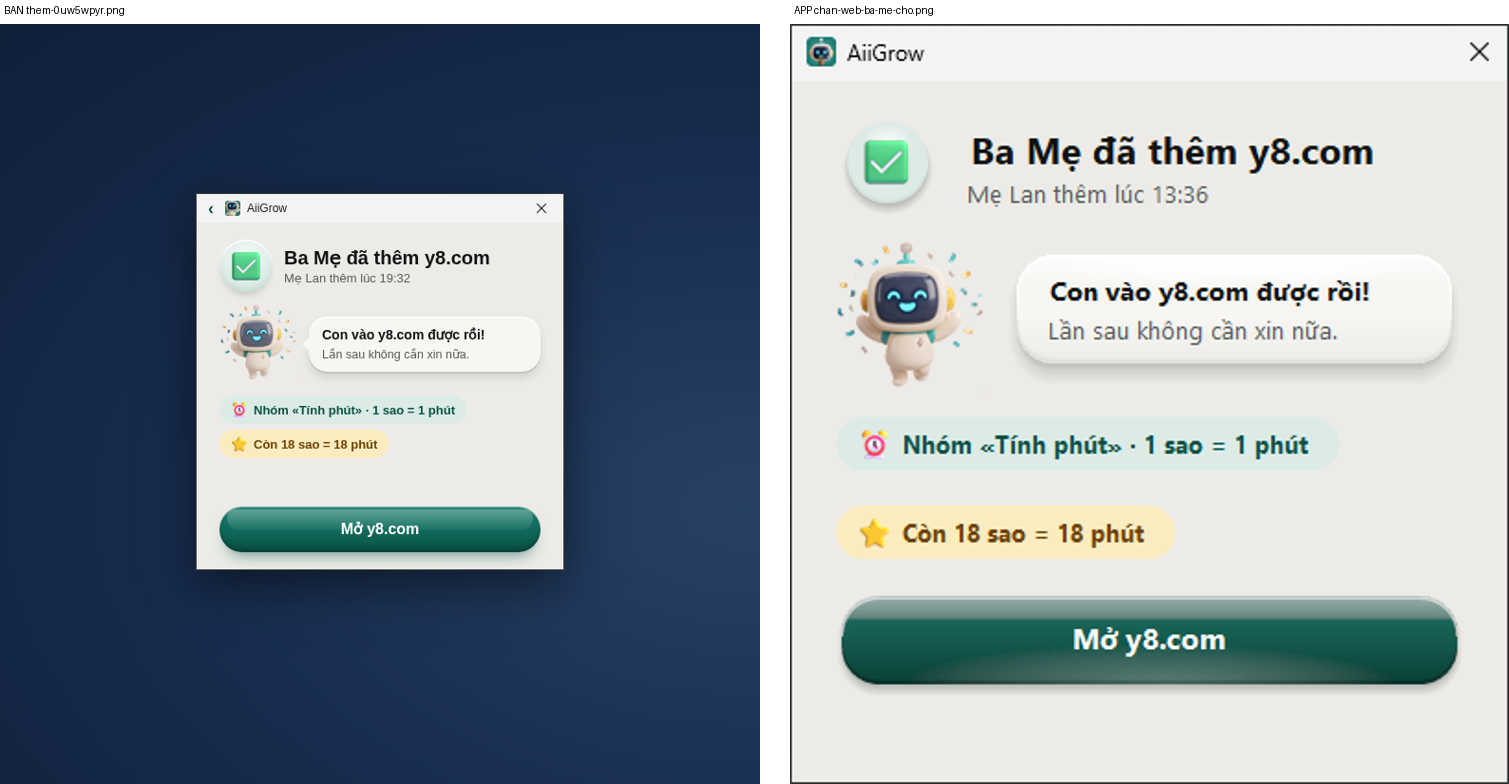 BAN them-0uw5wpyr.png
AiiGrow
Ba Mẹ đã thêm y8.com
Mẹ Lan thêm lúc 19:32
Con vào y8.com được rồi!
Lần sau không cần xin nữa.
Nhóm «Tính phút» · 1 sao = 1 phút
Còn 18 sao = 18 phút
Mở y8.com
APP chan-web-ba-me-cho.png
AiiGrow
Ba Mẹ đã thêm y8.com
Mẹ Lan thêm lúc 13:36
Con vào y8.com được rồi!
Lần sau không cần xin nữa.
Nhóm «Tính phút» · 1 sao = 1 phút
Còn 18 sao = 18 phút
Mở y8.com